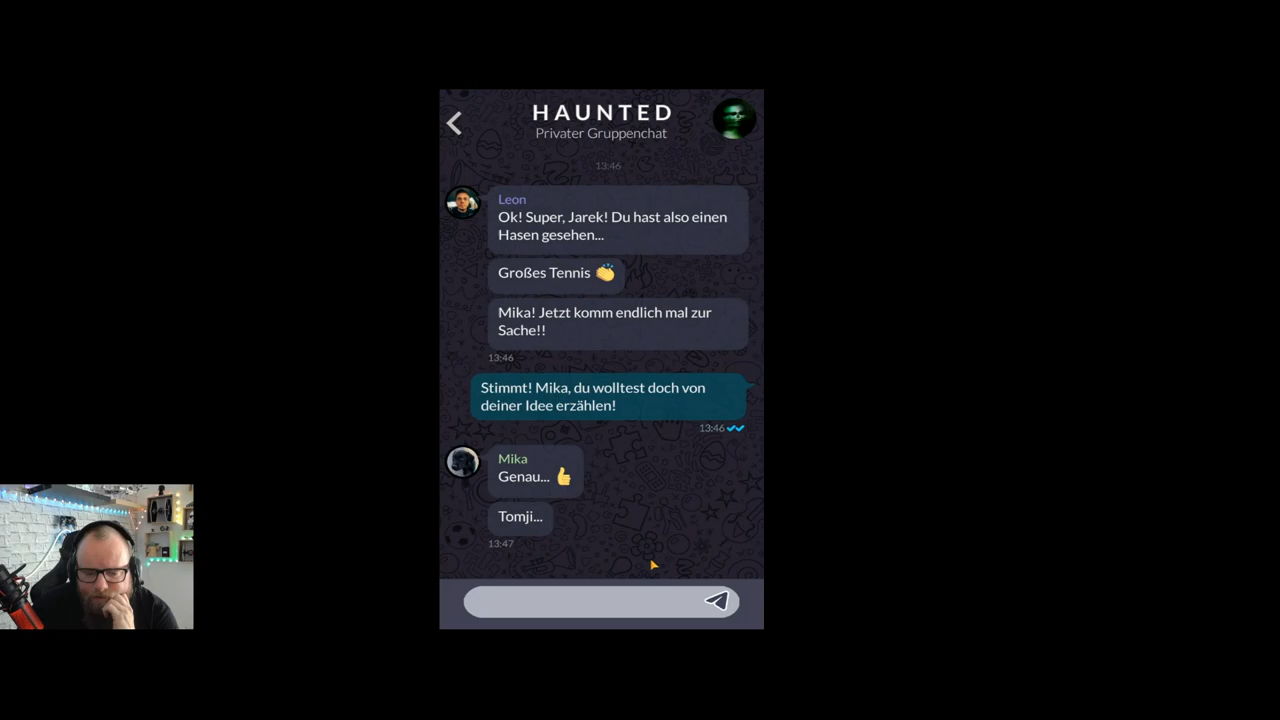 HAUNTED
Privater Gruppenchat
13:46
Leon
Ok! Super, Jarek! Du hast also einen
Hasen gesehen...
Großes Tennis 👏
Mika! Jetzt komm endlich mal zur
Sache!!
13:46
Stimmt! Mika, du wolltest doch von
deiner Idee erzählen!
13:46
Mika
Genau... 👍
Tomji...
13:47